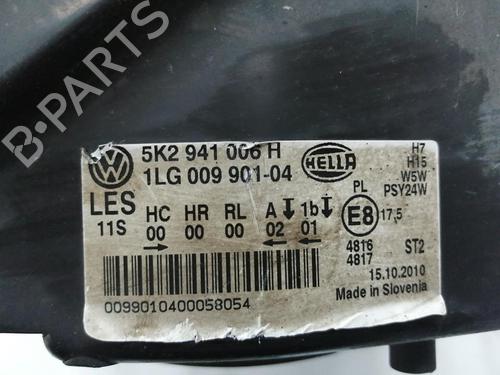 B-PARTS
5K2 941 006 H
HELLA
H7
1LG 009 901-04
H15
W5W
LES
PL
PSY24W
11S
HC HR RL A 1b
E8
17,5
00 00 00 02 01
4816
ST2
4817
15.10.2010
Made in Slovenia
0099010400058054